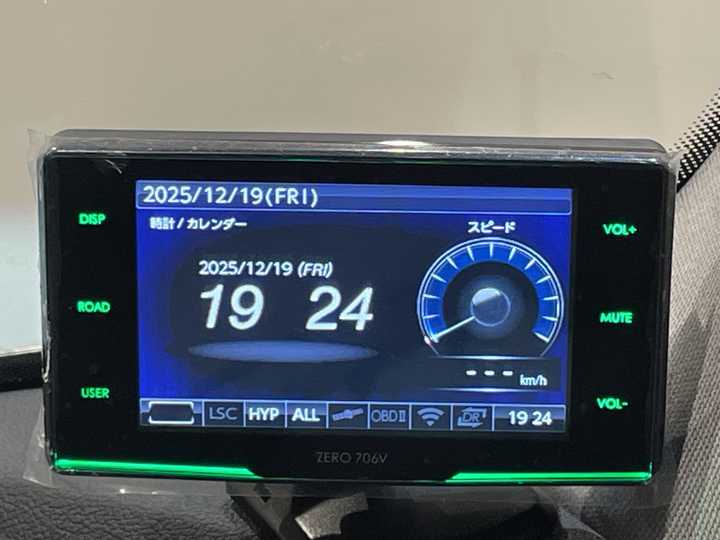 2025/12/19(FRI)
DISP
時計 / カレンダー
スピード
VOL+
2025/12/19 (FRI)
19 24
ROAD
MUTE
USER
--- km/h
VOL-
LSC HYP ALL OBDⅡ DR 19 24
ZERO 706V